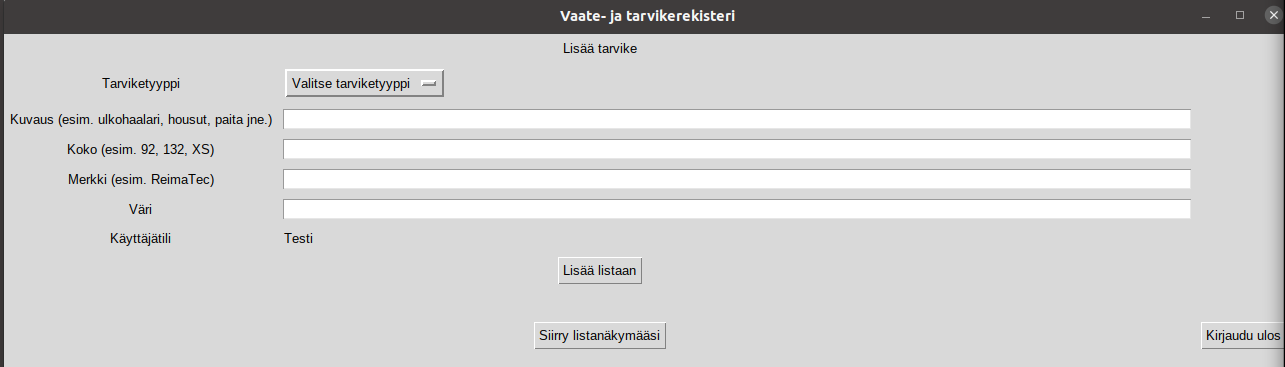 Vaate- ja tarvikerekisteri
Lisää tarvike
Tarviketyyppi Valitse tarviketyyppi
Kuvaus (esim. ulkohaalari, housut, paita jne.)
Koko (esim. 92, 132, XS)
Merkki (esim. ReimaTec)
Väri
Käyttäjätili Testi
Lisää listaan
Siirry listanäkymääsi Kirjaudu ulos